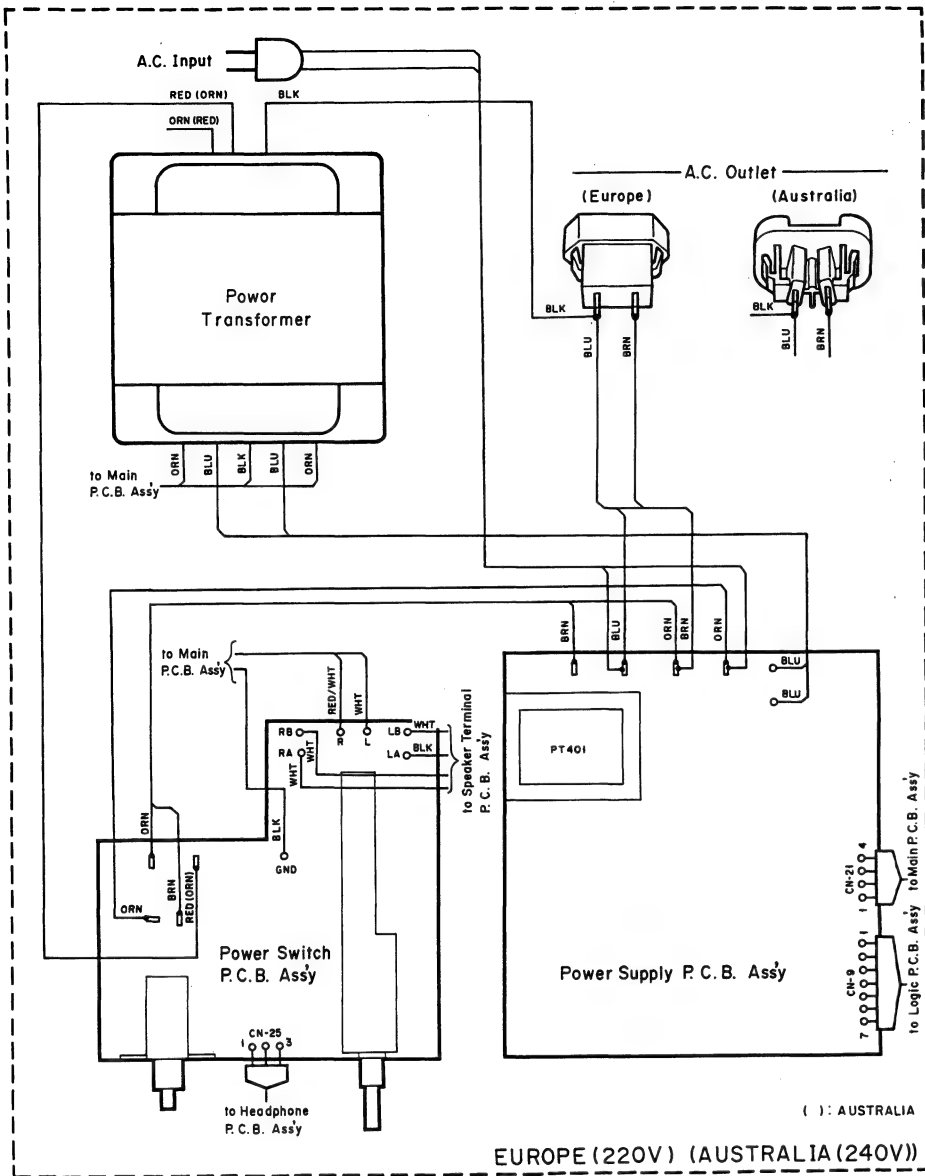 A.C. Input
RED (ORN)
BLK
ORN (RED)
A.C. Outlet
(Europe)
(Australia)
Powor
Transformer
BLK
BLU
BRN
BLK
BLU
BRN
ORN
BLU
BLK
BLU
ORN
to Main
P.C.B. Ass'y
BRN
BLU
ORN
BRN
ORN
BLU
BLU
to Main
P.C.B. Ass'y
RED/WHT
WHT
RB
R
L
LB
WHT
RA
WHT
WHT
LA
BLK
to Speaker Terminal
P.C.B. Ass'y
PT401
ORN
BLK
GND
BRN
RED(ORN)
ORN
Power Switch
P.C.B. Ass'y
Power Supply P.C.B. Ass'y
4
CN-21
1
to Main P.C.B. Ass'y
1
CN-9
7
to Logic P.C.B. Ass'y
CN-25
1
3
to Headphone
P.C.B. Ass'y
( ): AUSTRALIA
EUROPE (220V) (AUSTRALIA (240V))